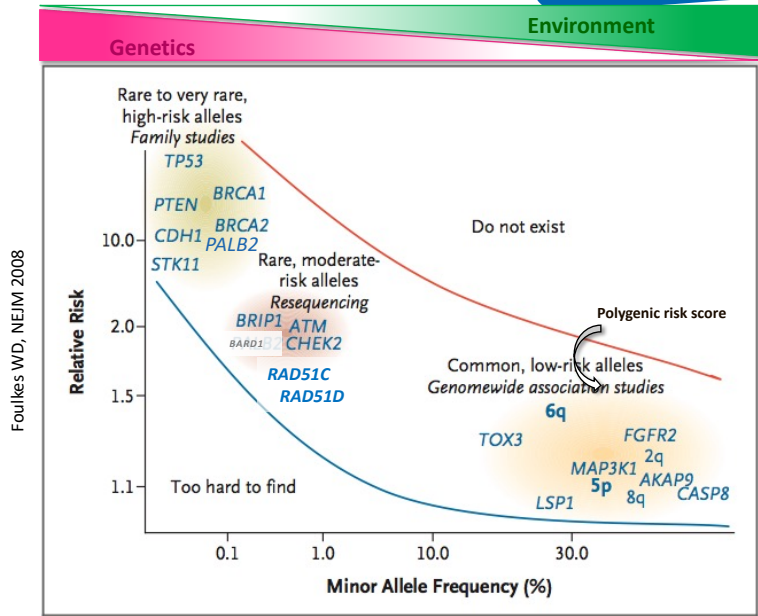 Environment
Genetics
Rare to very rare,
high-risk alleles
Family studies
TP53
BRCA1
PTEN
BRCA2
CDH1
PALB2
STK11
10.0
Rare, moderate-
risk alleles
Resequencing
BRIP1
ATM
BARD1
B2
CHEK2
RAD51C
RAD51D
Do not exist
Polygenic risk score
Common, low-risk alleles
Genomewide association studies
6q
TOX3
FGFR2
2q
MAP3K1
AKAP9
5p
8q
CASP8
LSP1
Too hard to find
2.0
1.5
1.1
Relative Risk
0.1
1.0
10.0
30.0
Minor Allele Frequency (%)
Foulkes WD, NEJM 2008